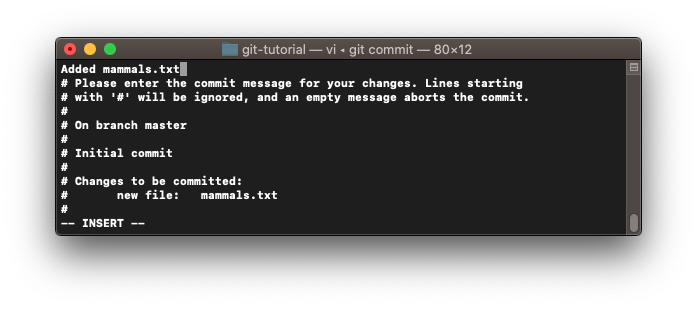 git-tutorial — vi ◂ git commit — 80×12
Added mammals.txt
# Please enter the commit message for your changes. Lines starting
# with '#' will be ignored, and an empty message aborts the commit.
#
# On branch master
#
# Initial commit
#
# Changes to be committed:
#       new file:   mammals.txt
#
-- INSERT --